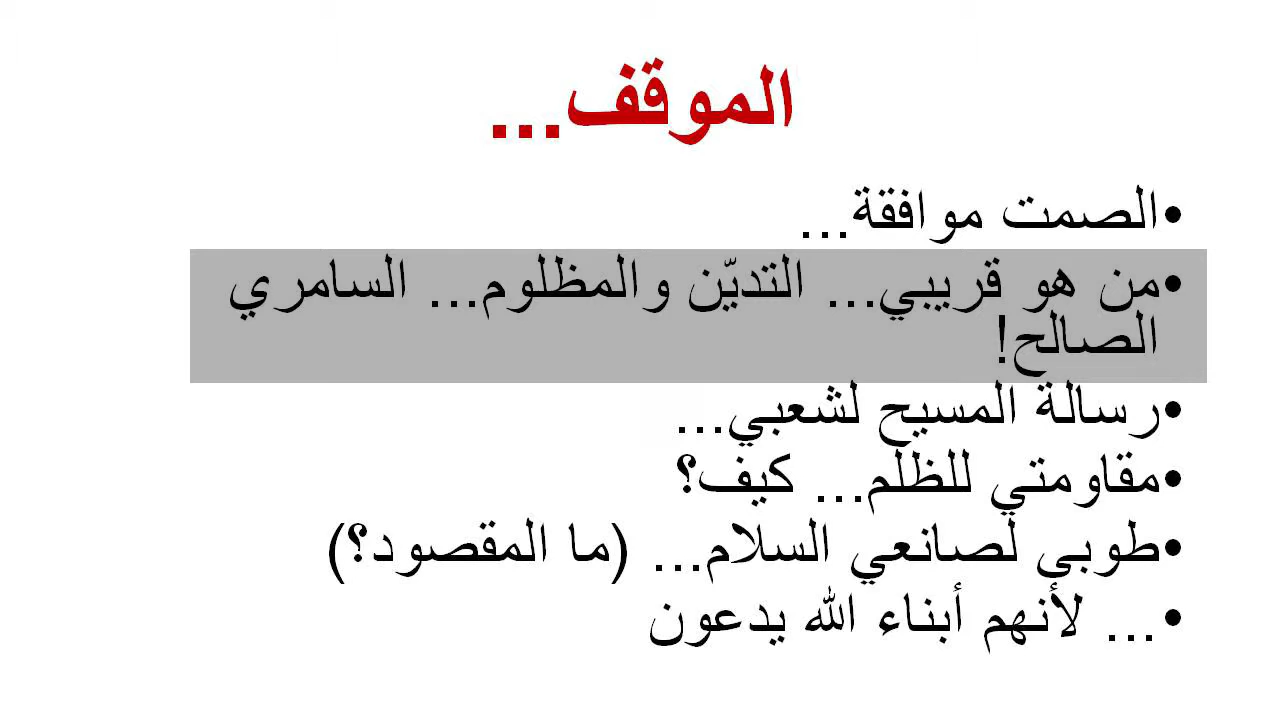 الموقف...
•الصمت موافقة...
•من هو قريبي... التديّن والمظلوم... السامري
الصالح!
•رسالة المسيح لشعبي...
•مقاومتي للظلم... كيف؟
•طوبى لصانعي السلام... (ما المقصود؟)
•... لأنهم أبناء الله يدعون